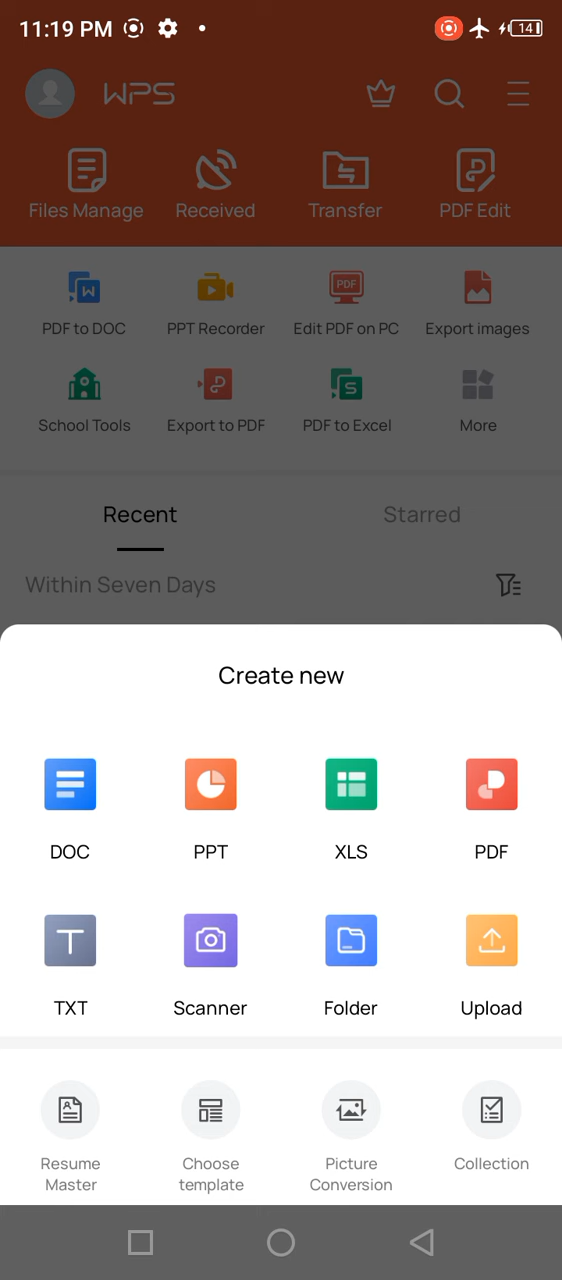 11:19 PM
14
WPS
Files Manage Received Transfer PDF Edit
PDF
PDF to DOC PPT Recorder Edit PDF on PC Export images
School Tools Export to PDF PDF to Excel More
Recent Starred
Within Seven Days
Create new
DOC PPT XLS PDF
TXT Scanner Folder Upload
Resume Master
Choose template
Picture Conversion
Collection